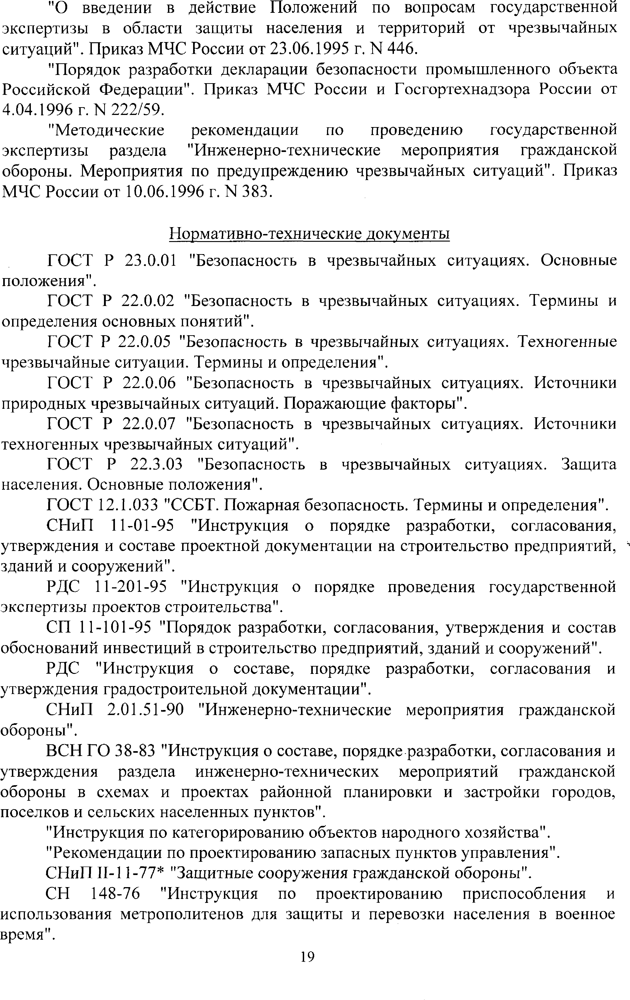 "О введении в действие Положений по вопросам государственной
экспертизы в области защиты населения и территорий от чрезвычайных
ситуаций". Приказ МЧС России от 23.06.1995 г. N 446.
"Порядок разработки декларации безопасности промышленного объекта
Российской Федерации". Приказ МЧС России и Госгортехнадзора России от
4.04.1996 г. N 222/59.
"Методические рекомендации по проведению государственной
экспертизы раздела "Инженерно-технические мероприятия гражданской
обороны. Мероприятия по предупреждению чрезвычайных ситуаций". Приказ
МЧС России от 10.06.1996 г. N 383.
Нормативно-технические документы
ГОСТ Р 23.0.01 "Безопасность в чрезвычайных ситуациях. Основные
положения".
ГОСТ Р 22.0.02 "Безопасность в чрезвычайных ситуациях. Термины и
определения основных понятий".
ГОСТ Р 22.0.05 "Безопасность в чрезвычайных ситуациях. Техногенные
чрезвычайные ситуации. Термины и определения".
ГОСТ Р 22.0.06 "Безопасность в чрезвычайных ситуациях. Источники
природных чрезвычайных ситуаций. Поражающие факторы".
ГОСТ Р 22.0.07 "Безопасность в чрезвычайных ситуациях. Источники
техногенных чрезвычайных ситуаций".
ГОСТ Р 22.3.03 "Безопасность в чрезвычайных ситуациях. Защита
населения. Основные положения".
ГОСТ 12.1.033 "ССБТ. Пожарная безопасность. Термины и определения".
СНиП 11-01-95 "Инструкция о порядке разработки, согласования,
утверждения и составе проектной документации на строительство предприятий,
зданий и сооружений".
РДС 11-201-95 "Инструкция о порядке проведения государственной
экспертизы проектов строительства".
СП 11-101-95 "Порядок разработки, согласования, утверждения и состав
обоснований инвестиций в строительство предприятий, зданий и сооружений".
РДС "Инструкция о составе, порядке разработки, согласования и
утверждения градостроительной документации".
СНиП 2.01.51-90 "Инженерно-технические мероприятия гражданской
обороны".
ВСН ГО 38-83 "Инструкция о составе, порядке разработки, согласования и
утверждения раздела инженерно-технических мероприятий гражданской
обороны в схемах и проектах районной планировки и застройки городов,
поселков и сельских населенных пунктов".
"Инструкция по категорированию объектов народного хозяйства".
"Рекомендации по проектированию запасных пунктов управления".
СНиП II-11-77* "Защитные сооружения гражданской обороны".
СН 148-76 "Инструкция по проектированию приспособления и
использования метрополитенов для защиты и перевозки населения в военное
время".
19